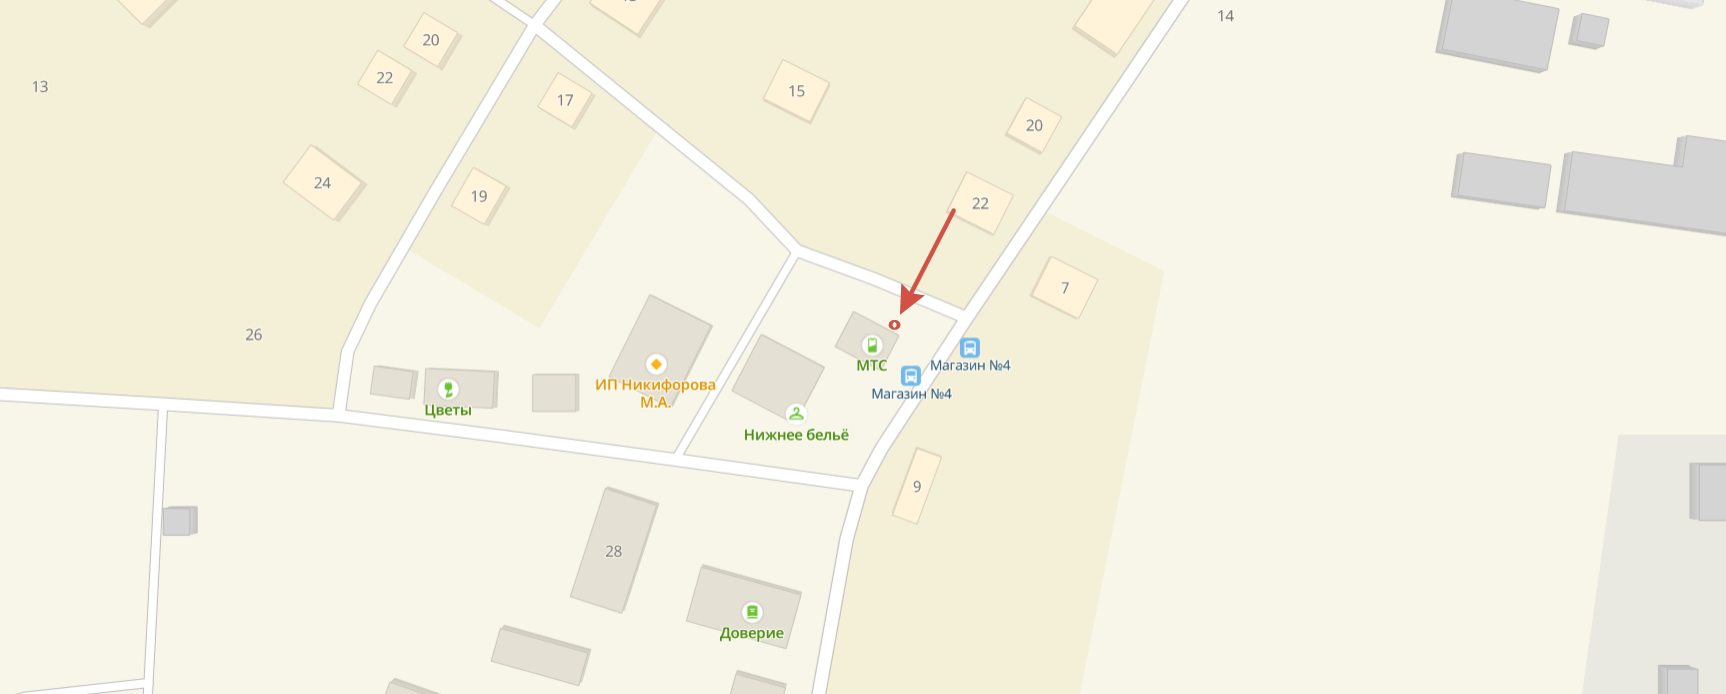 14
20
22
13
17
15
20
24
19
22
7
26
МТС
Магазин №4
Магазин №4
ИП Никифорова
М.А.
Цветы
Нижнее бельё
9
28
Доверие